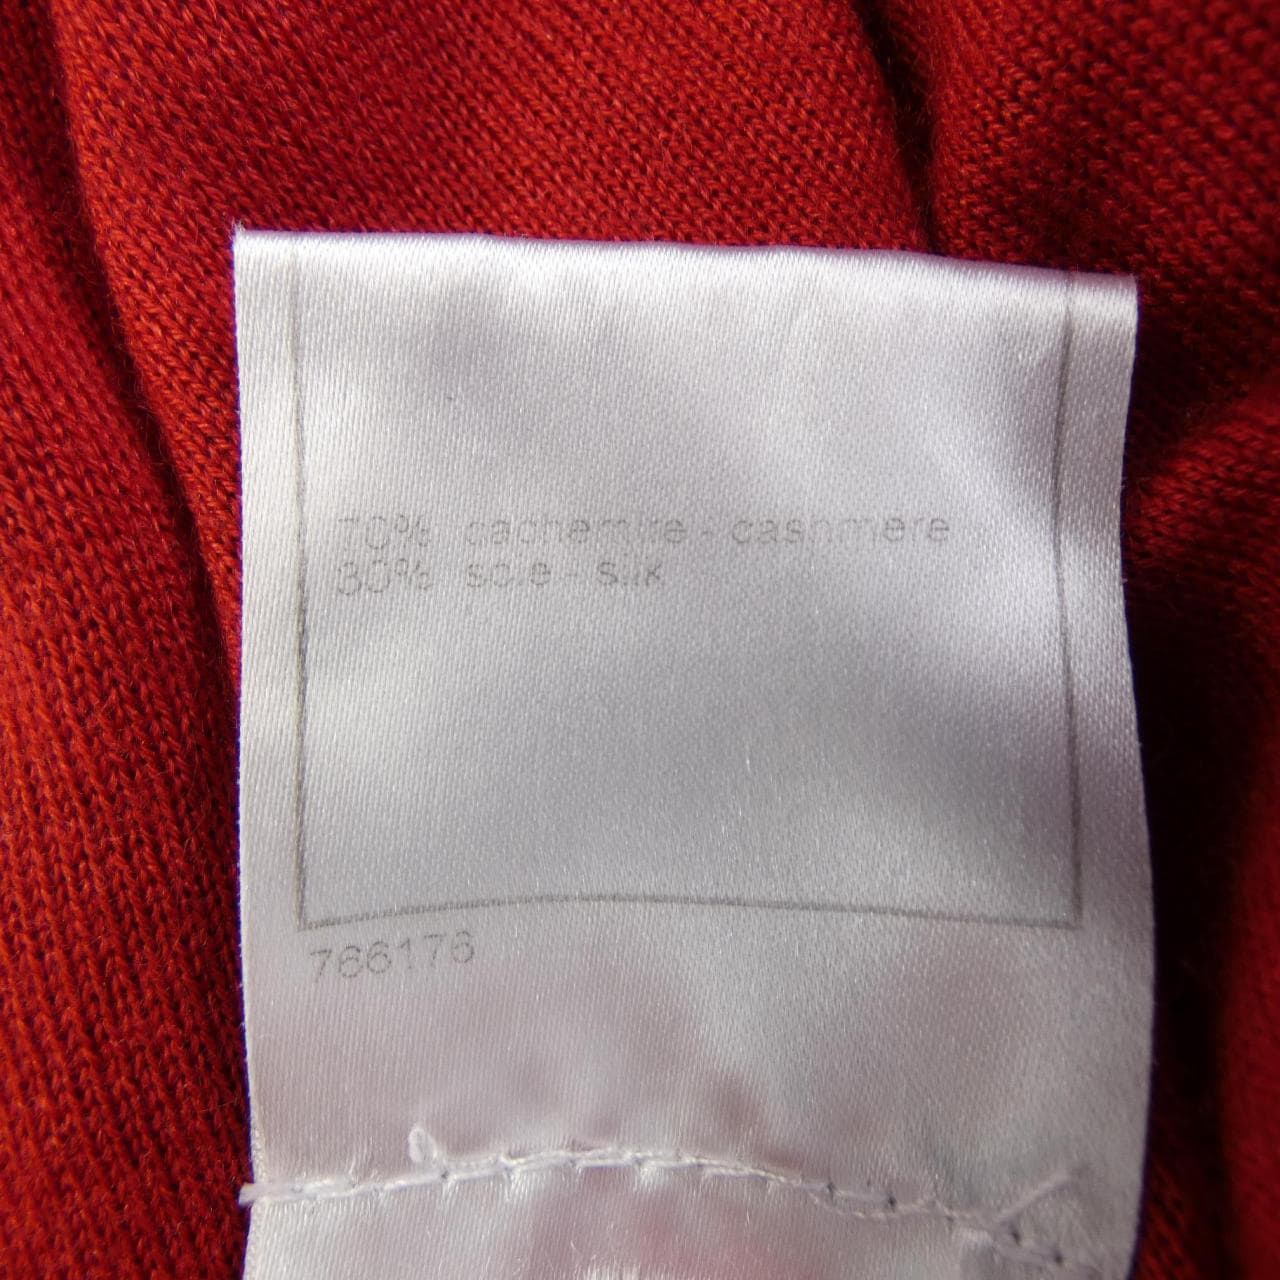 70% cachemire - cashmere
30% soie - silk
766176